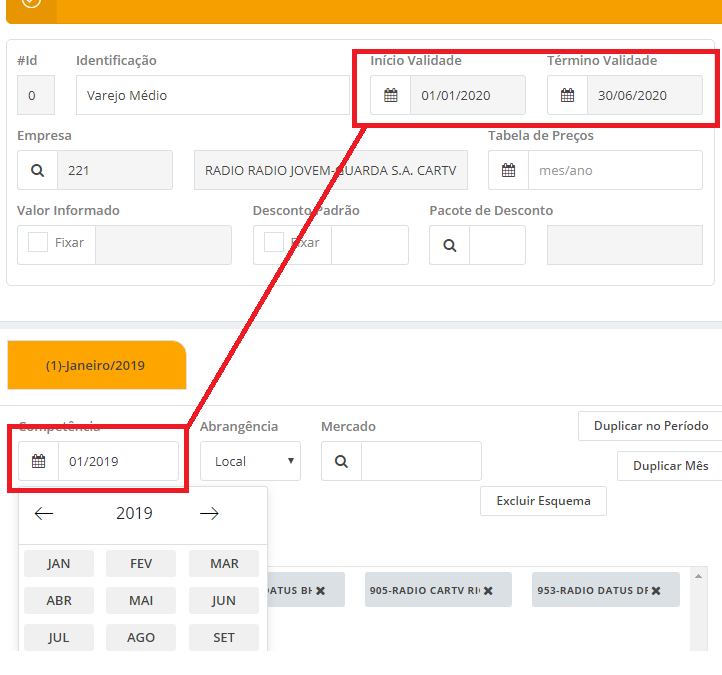 #Id Identificação Início Validade Término Validade
0 Varejo Médio 01/01/2020 30/06/2020
Empresa Tabela de Preços
221 RADIO RADIO JOVEM-GUARDA S.A. CARTV mes/ano
Valor Informado Desconto Padrão Pacote de Desconto
Fixar Fixar
(1)-Janeiro/2019
Competência Abrangência Mercado Duplicar no Período
01/2019 Local
Duplicar Mês
Excluir Esquema
2019
JAN FEV MAR
ABR MAI JUN
JUL AGO SET
DATUS BH 905-RADIO CARTV RIO 953-RADIO DATUS DF